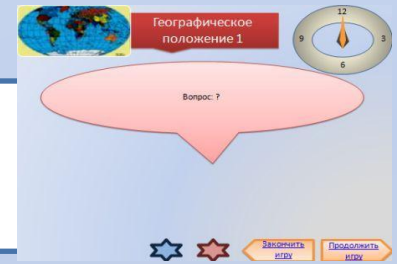 Географическое
положение 1
12
9
3
6
Вопрос: ?
Закончить
игру
Продолжить
игру